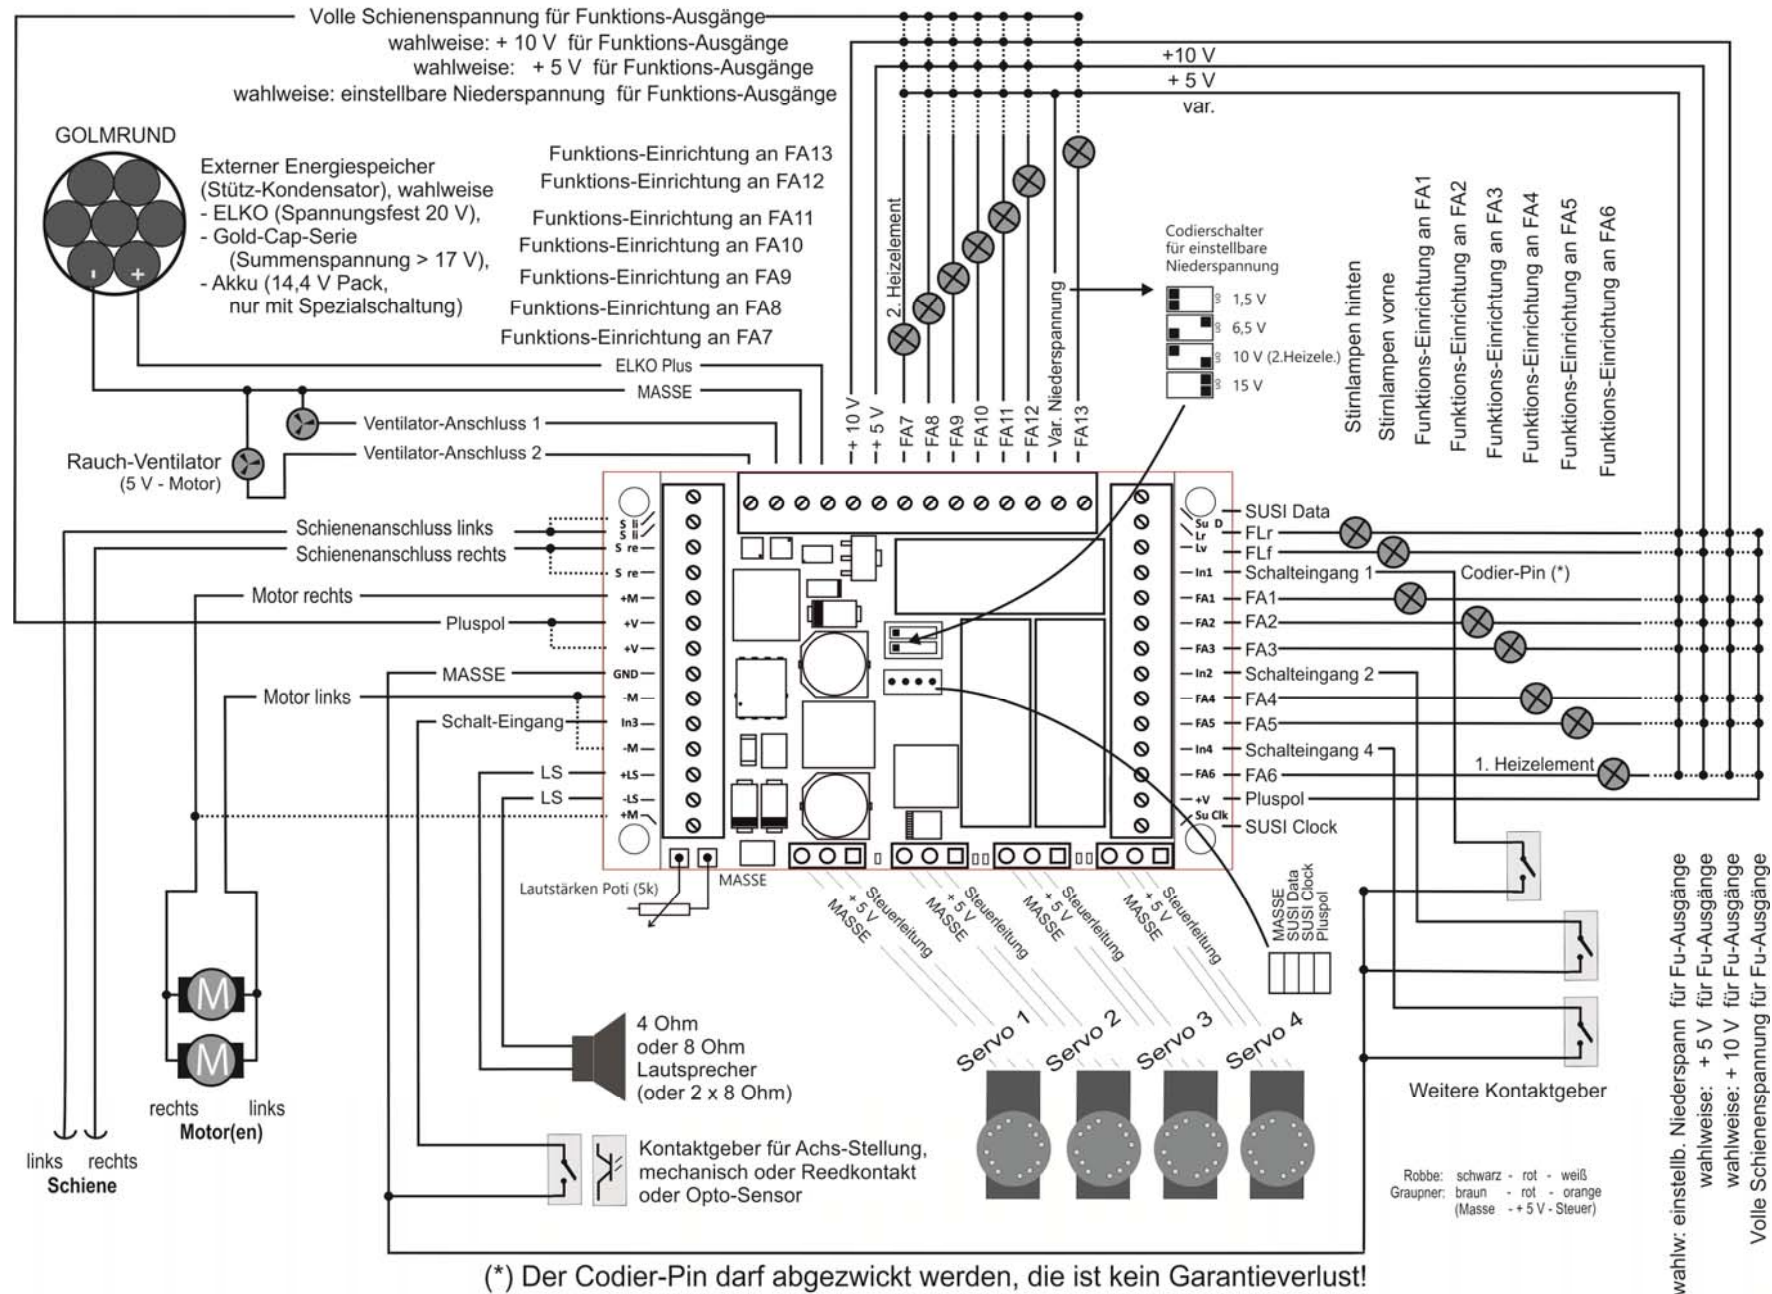 Volle Schienenspannung für Funktions-Ausgänge
wahlweise: + 10 V für Funktions-Ausgänge
wahlweise: + 5 V für Funktions-Ausgänge
wahlweise: einstellbare Niederspannung für Funktions-Ausgänge
+10 V
+ 5 V
var.
GOLMRUND
- +
Externer Energiespeicher
(Stütz-Kondensator), wahlweise
- ELKO (Spannungsfest 20 V),
- Gold-Cap-Serie
(Summenspannung > 17 V),
- Akku (14,4 V Pack,
nur mit Spezialschaltung)
Funktions-Einrichtung an FA13
Funktions-Einrichtung an FA12
Funktions-Einrichtung an FA11
Funktions-Einrichtung an FA10
Funktions-Einrichtung an FA9
Funktions-Einrichtung an FA8
Funktions-Einrichtung an FA7
2. Heizelement
Codierschalter
für einstellbare
Niederspannung
1,5 V
6,5 V
10 V (2.Heizele.)
15 V
Stirnlampen hinten
Stirnlampen vorne
Funktions-Einrichtung an FA1
Funktions-Einrichtung an FA2
Funktions-Einrichtung an FA3
Funktions-Einrichtung an FA4
Funktions-Einrichtung an FA5
Funktions-Einrichtung an FA6
ELKO Plus
MASSE
Ventilator-Anschluss 1
Ventilator-Anschluss 2
Rauch-Ventilator
(5 V - Motor)
+ 10 V
+ 5 V
FA7
FA8
FA9
FA10
FA11
FA12
Var. Niederspannung
FA13
Schienenanschluss links
Schienenanschluss rechts
Motor rechts
Pluspol
MASSE
Motor links
Schalt-Eingang
LS
LS
S li
S li
S re
S re
+M
+V
+V
GND
-M
In3
-M
+LS
-LS
+M
Su D
Lr
Lv
In1
FA1
FA2
FA3
In2
FA4
FA5
In4
FA6
+V
Su Clk
SUSI Data
FLr
FLf
Schalteingang 1
Codier-Pin (*)
FA1
FA2
FA3
Schalteingang 2
FA4
FA5
Schalteingang 4
1. Heizelement
FA6
Pluspol
SUSI Clock
Lautstärken Poti (5k)
MASSE
Steuerleitung
+ 5 V
MASSE
Steuerleitung
+ 5 V
MASSE
Steuerleitung
+ 5 V
MASSE
Steuerleitung
+ 5 V
MASSE
MASSE
SUSI Data
SUSI Clock
Pluspol
Servo 1
Servo 2
Servo 3
Servo 4
M
M
rechts links
Motor(en)
links rechts
Schiene
4 Ohm
oder 8 Ohm
Lautsprecher
(oder 2 x 8 Ohm)
Kontaktgeber für Achs-Stellung,
mechanisch oder Reedkontakt
oder Opto-Sensor
Weitere Kontaktgeber
Robbe: schwarz - rot - weiß
Graupner: braun - rot - orange
(Masse - + 5 V - Steuer)
wahlw: einstellb. Niederspann für Fu-Ausgänge
wahlweise: + 5 V für Fu-Ausgänge
wahlweise: + 10 V für Fu-Ausgänge
Volle Schienenspannung für Fu-Ausgänge
(*) Der Codier-Pin darf abgezwickt werden, die ist kein Garantieverlust!